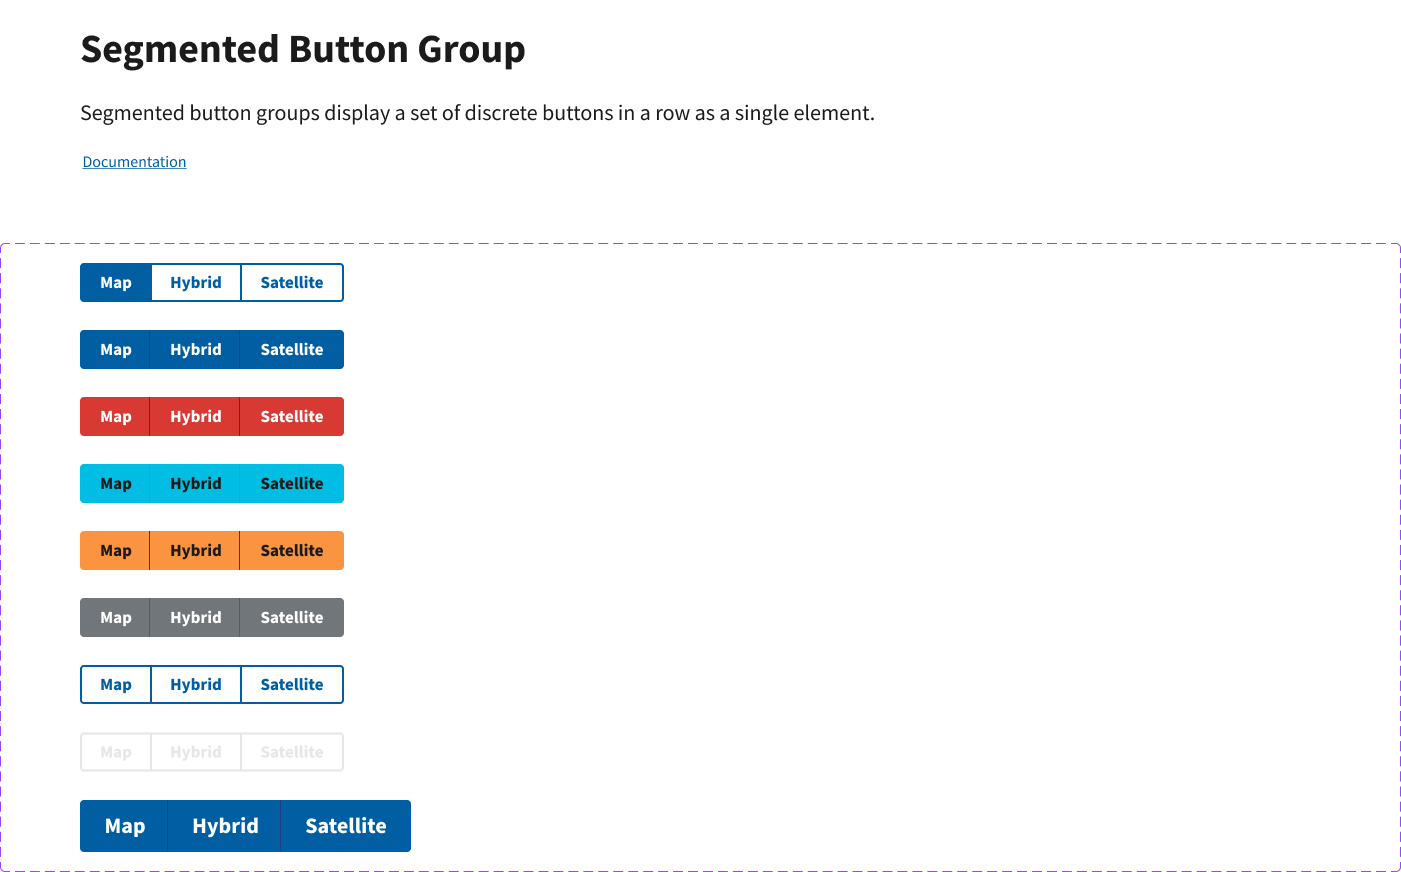 Segmented Button Group
Segmented button groups display a set of discrete buttons in a row as a single element.
Documentation
Map Hybrid Satellite
Map Hybrid Satellite
Map Hybrid Satellite
Map Hybrid Satellite
Map Hybrid Satellite
Map Hybrid Satellite
Map Hybrid Satellite
Map Hybrid Satellite
Map Hybrid Satellite